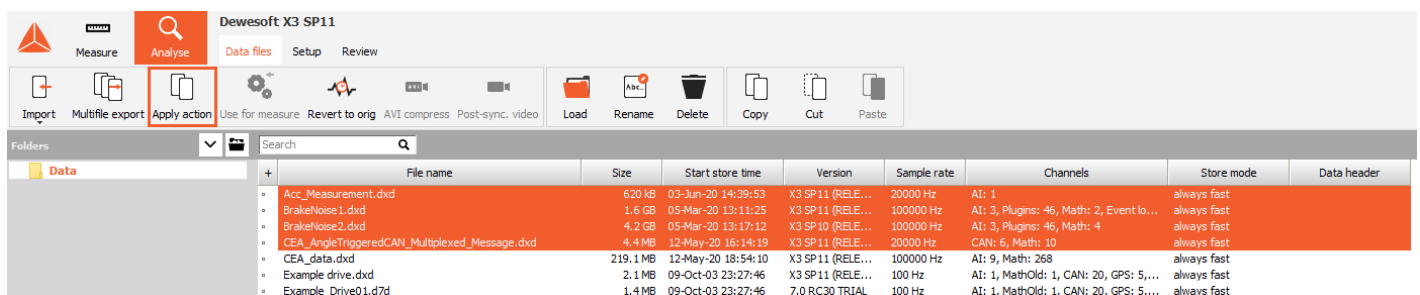 Dewesoft X3 SP11
Measure Analyse Data files Setup Review
Import Multifile export Apply action Use for measure Revert to orig AVI compress Post-sync. video Load Rename Delete Copy Cut Paste
Folders Search
Data + File name Size Start store time Version Sample rate Channels Store mode Data header
Acc_Measurement.dxd 620 kB 03-Jun-20 14:39:53 X3 SP11 (RELE... 20000 Hz AI: 1 always fast
BrakeNoise1.dxd 1.6 GB 05-Mar-20 13:11:25 X3 SP11 (RELE... 100000 Hz AI: 3, Plugins: 46, Math: 2, Event lo... always fast
BrakeNoise2.dxd 4.2 GB 05-Mar-20 13:17:12 X3 SP10 (RELE... 100000 Hz AI: 3, Plugins: 46, Math: 4 always fast
CEA_AngleTriggeredCAN_Multiplexed_Message.dxd 4.4 MB 12-May-20 16:14:19 X3 SP11 (RELE... 20000 Hz CAN: 6, Math: 10 always fast
CEA_data.dxd 219.1 MB 12-May-20 18:54:10 X3 SP11 (RELE... 100000 Hz AI: 9, Math: 268 always fast
Example drive.dxd 2.1 MB 09-Oct-03 23:27:46 X3 SP11 (RELE... 100 Hz AI: 1, MathOld: 1, CAN: 20, GPS: 5,... always fast
Example_Drive01.d7d 1.4 MB 09-Oct-03 23:27:46 7.0 RC30 TRIAL 100 Hz AI: 1, MathOld: 1, CAN: 20, GPS: 5,... always fast